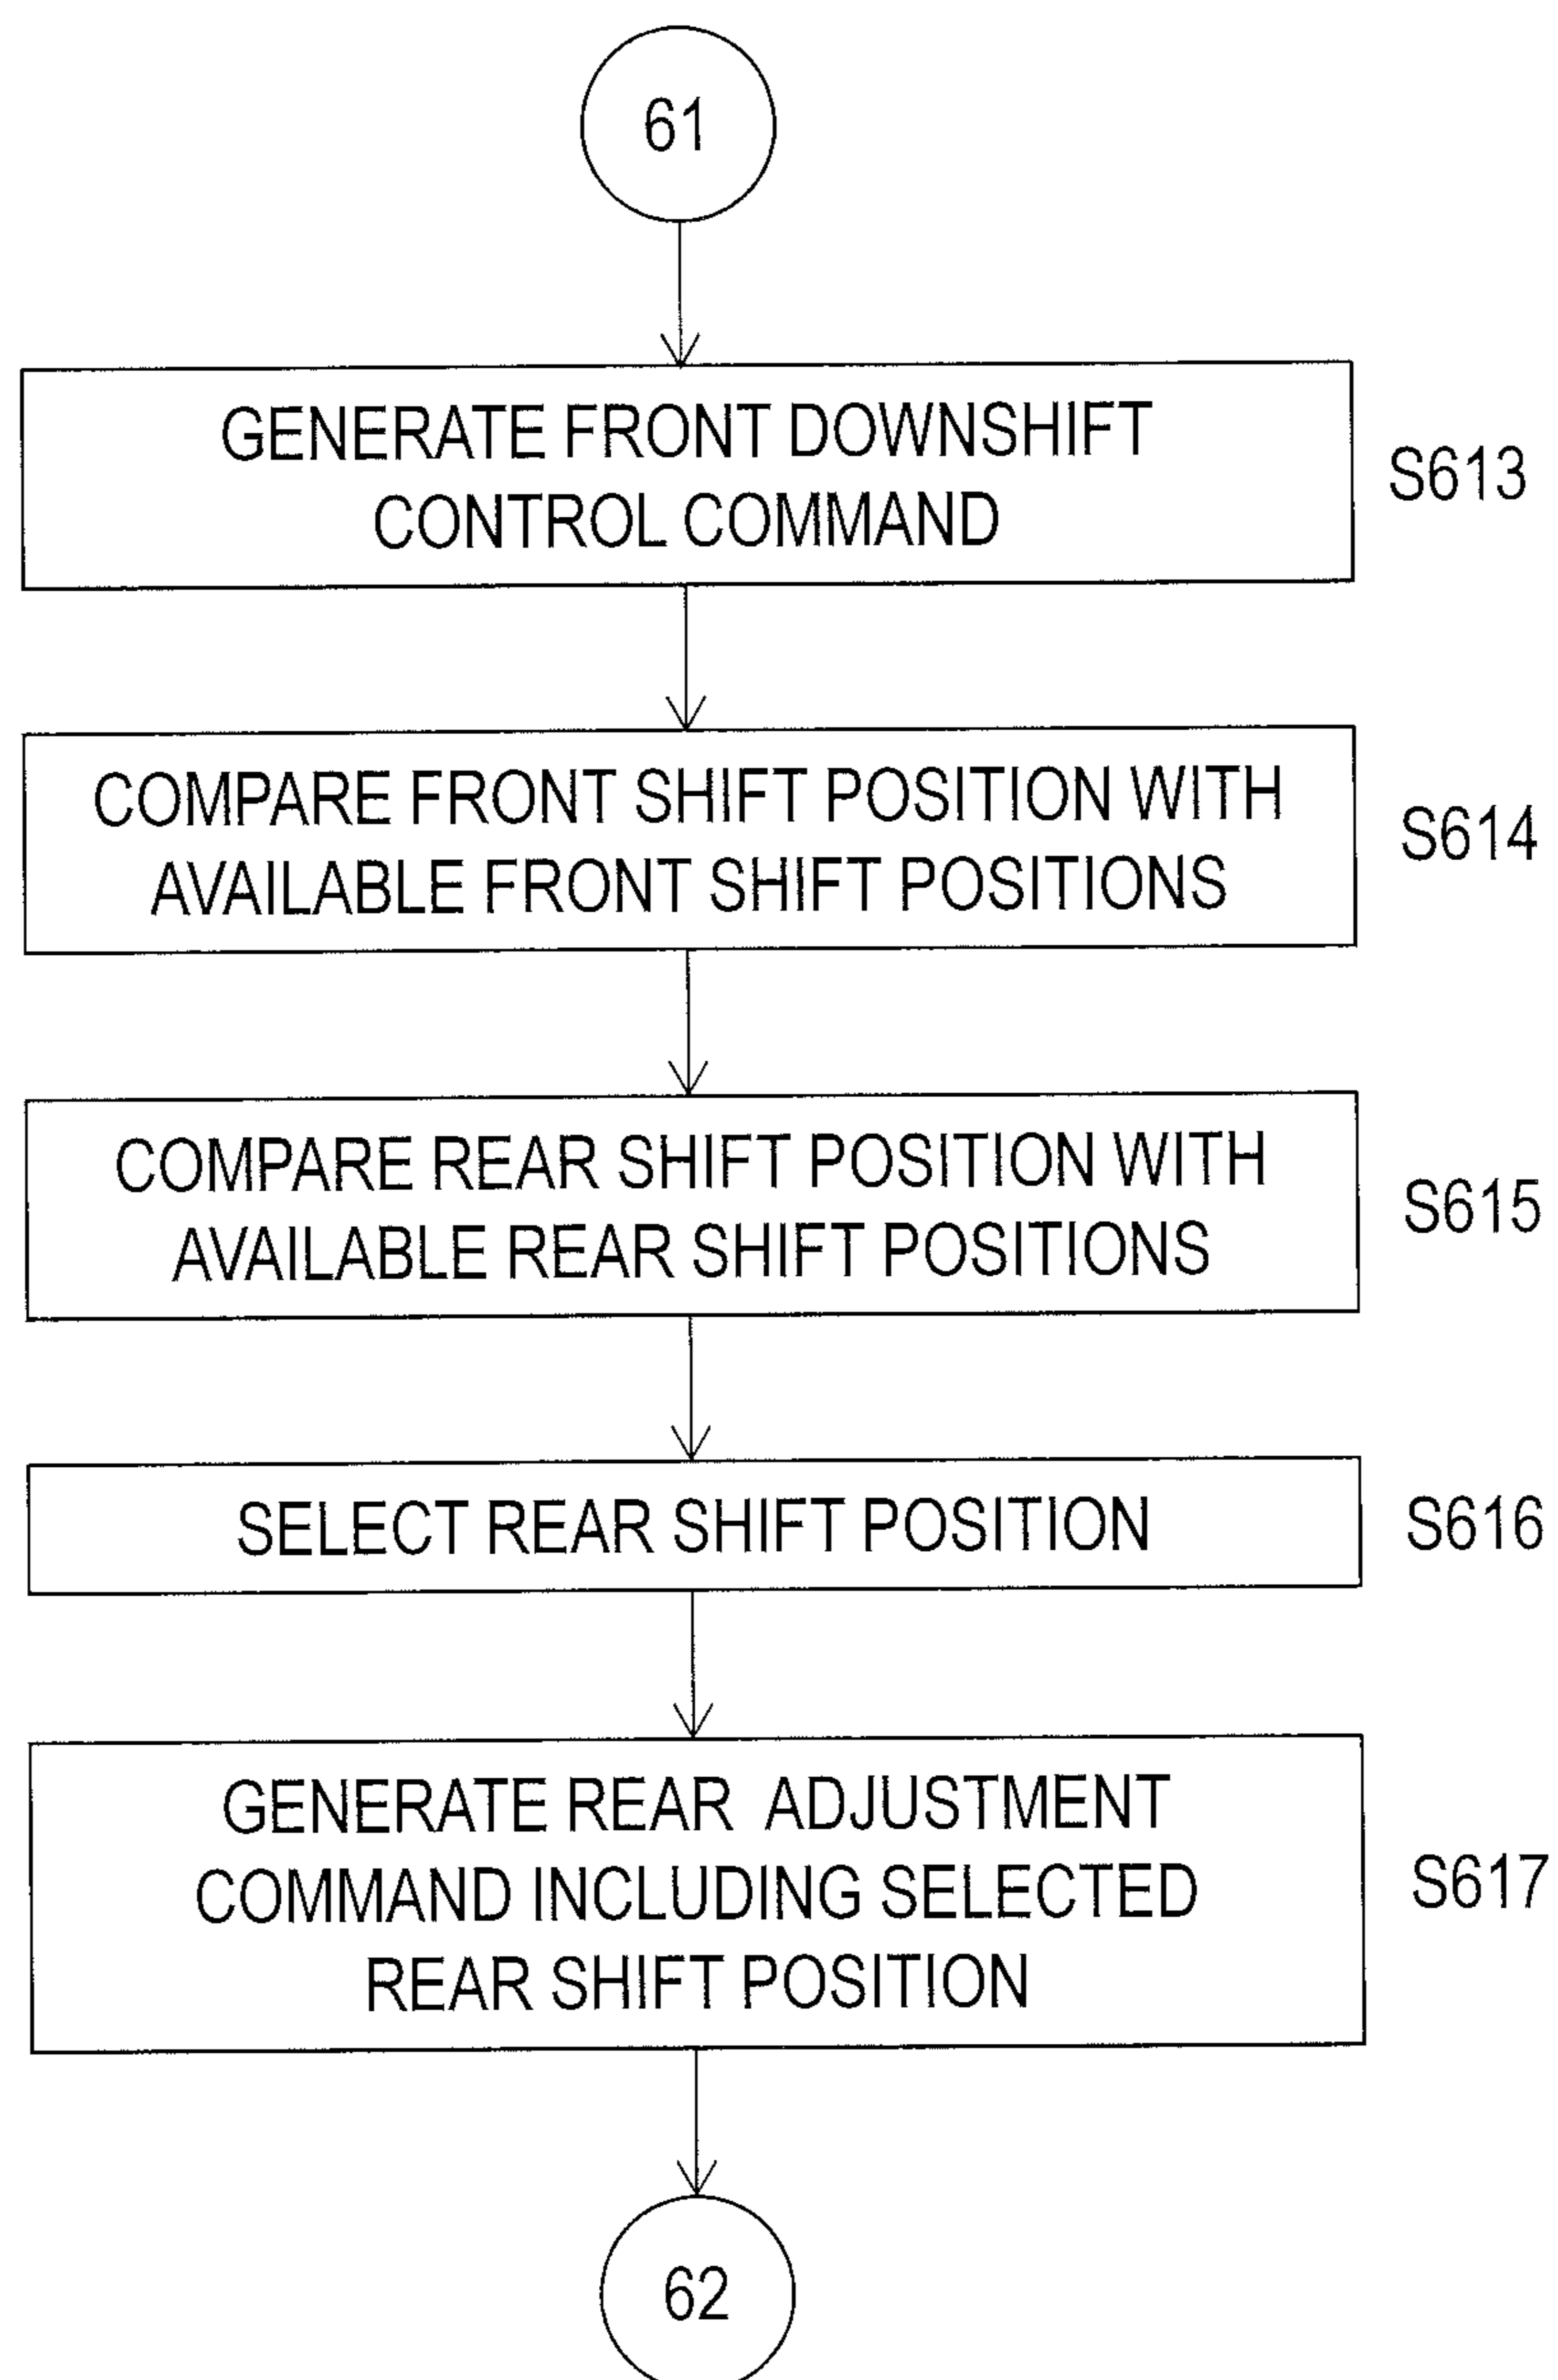 61
GENERATE FRONT DOWNSHIFT
CONTROL COMMAND
S613
COMPARE FRONT SHIFT POSITION WITH
AVAILABLE FRONT SHIFT POSITIONS
S614
COMPARE REAR SHIFT POSITION WITH
AVAILABLE REAR SHIFT POSITIONS
S615
SELECT REAR SHIFT POSITION
S616
GENERATE REAR ADJUSTMENT
COMMAND INCLUDING SELECTED
REAR SHIFT POSITION
S617
62